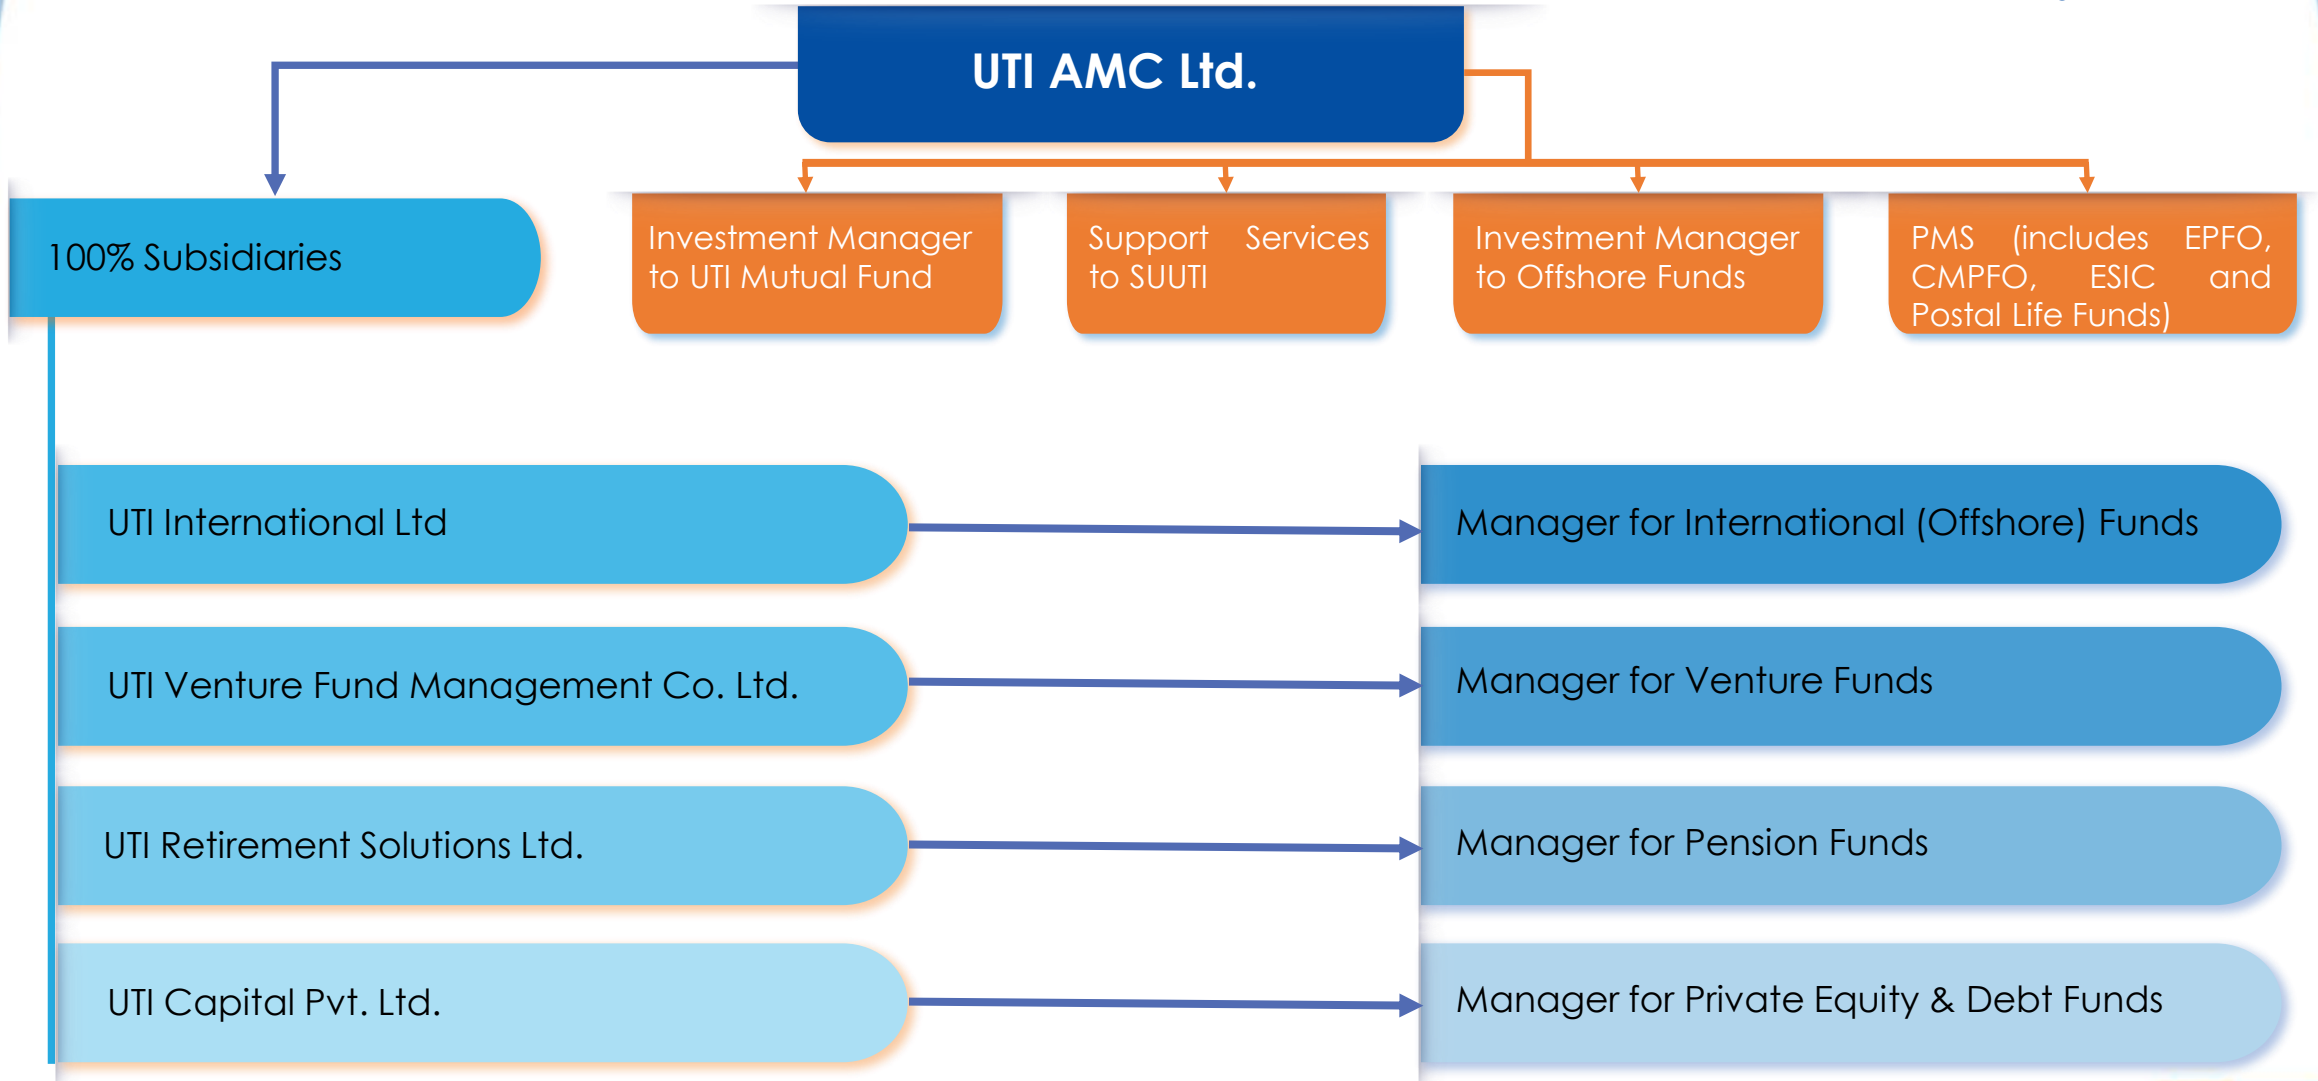 UTI AMC Ltd.
100% Subsidiaries
Investment Manager
to UTI Mutual Fund
Support Services
to SUUTI
Investment Manager
to Offshore Funds
PMS (includes EPFO,
CMPFO, ESIC and
Postal Life Funds)
UTI International Ltd
Manager for International (Offshore) Funds
UTI Venture Fund Management Co. Ltd.
Manager for Venture Funds
UTI Retirement Solutions Ltd.
Manager for Pension Funds
UTI Capital Pvt. Ltd.
Manager for Private Equity & Debt Funds